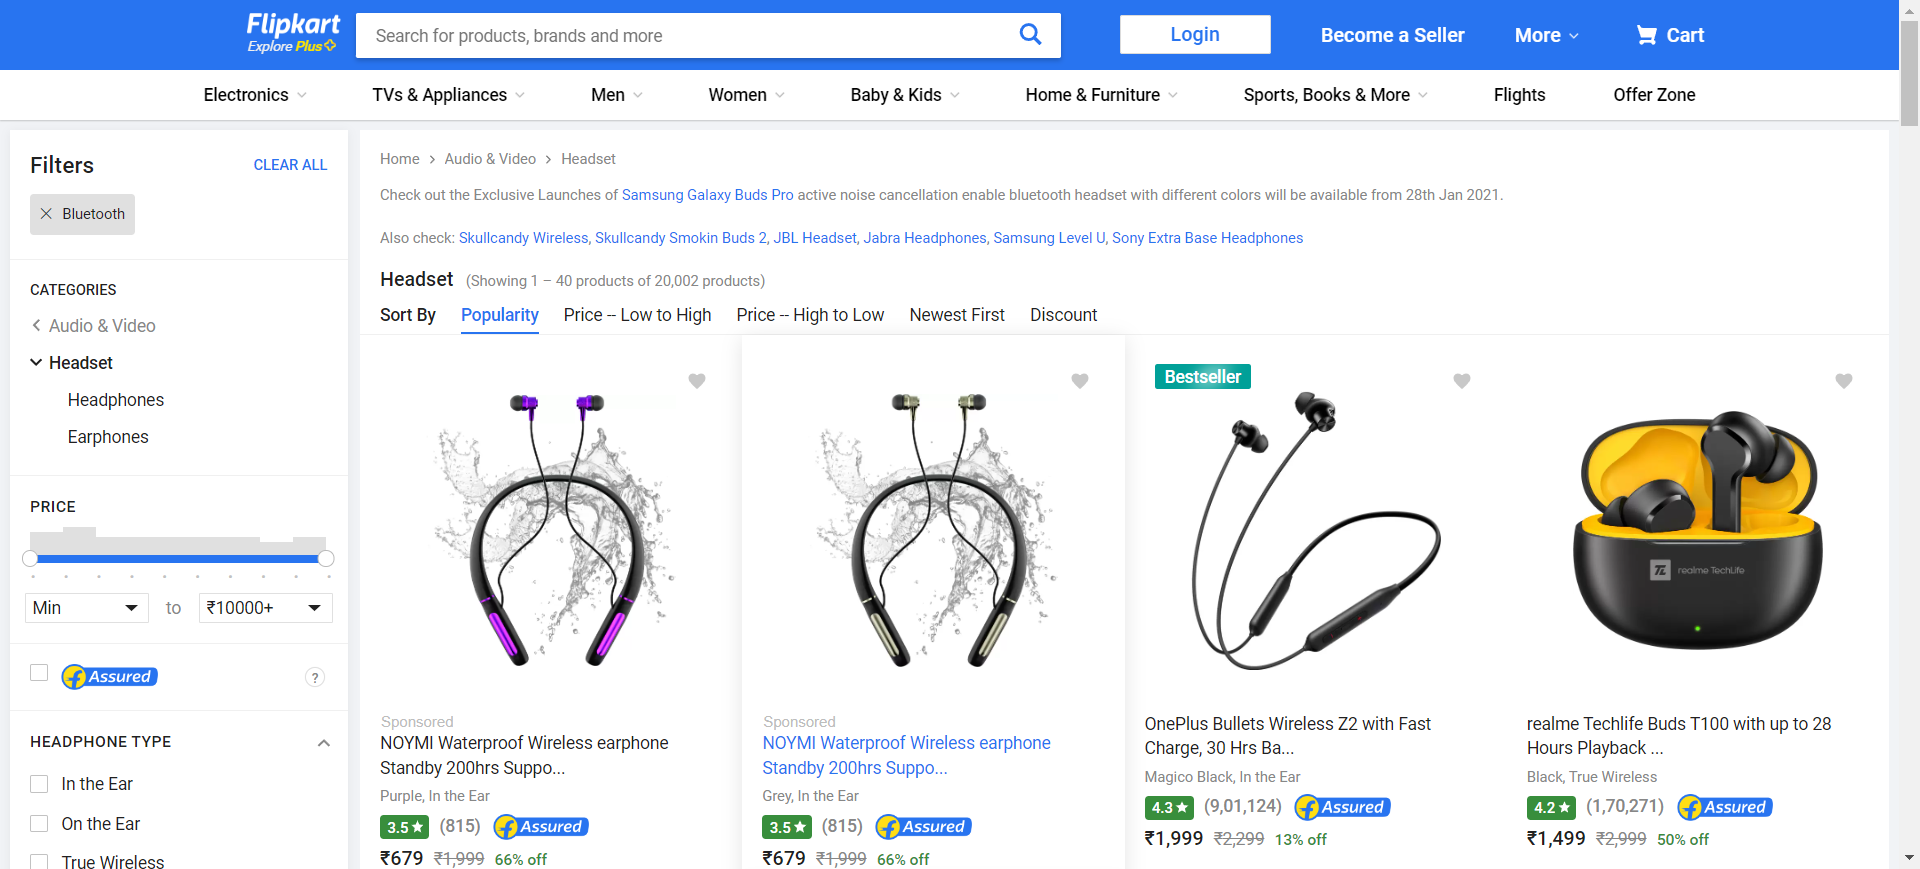 Flipkart
Explore Plus
Search for products, brands and more
Login
Become a Seller
More
Cart
Electronics
TVs & Appliances
Men
Women
Baby & Kids
Home & Furniture
Sports, Books & More
Flights
Offer Zone
Filters
CLEAR ALL
Bluetooth
CATEGORIES
Audio & Video
Headset
Headphones
Earphones
PRICE
Min
to
₹10000+
Assured
?
HEADPHONE TYPE
In the Ear
On the Ear
True Wireless
Home
Audio & Video
Headset
Check out the Exclusive Launches of Samsung Galaxy Buds Pro active noise cancellation enable bluetooth headset with different colors will be available from 28th Jan 2021.
Also check: Skullcandy Wireless, Skullcandy Smokin Buds 2, JBL Headset, Jabra Headphones, Samsung Level U, Sony Extra Base Headphones
Headset (Showing 1 – 40 products of 20,002 products)
Sort By
Popularity
Price -- Low to High
Price -- High to Low
Newest First
Discount
Sponsored
NOYMI Waterproof Wireless earphone
Standby 200hrs Suppo...
Purple, In the Ear
3.5 ★ (815) Assured
₹679 ₹1,999 66% off
Sponsored
NOYMI Waterproof Wireless earphone
Standby 200hrs Suppo...
Grey, In the Ear
3.5 ★ (815) Assured
₹679 ₹1,999 66% off
Bestseller
OnePlus Bullets Wireless Z2 with Fast
Charge, 30 Hrs Ba...
Magico Black, In the Ear
4.3 ★ (9,01,124) Assured
₹1,999 ₹2,299 13% off
realme TechLife
realme Techlife Buds T100 with up to 28
Hours Playback ...
Black, True Wireless
4.2 ★ (1,70,271) Assured
₹1,499 ₹2,999 50% off